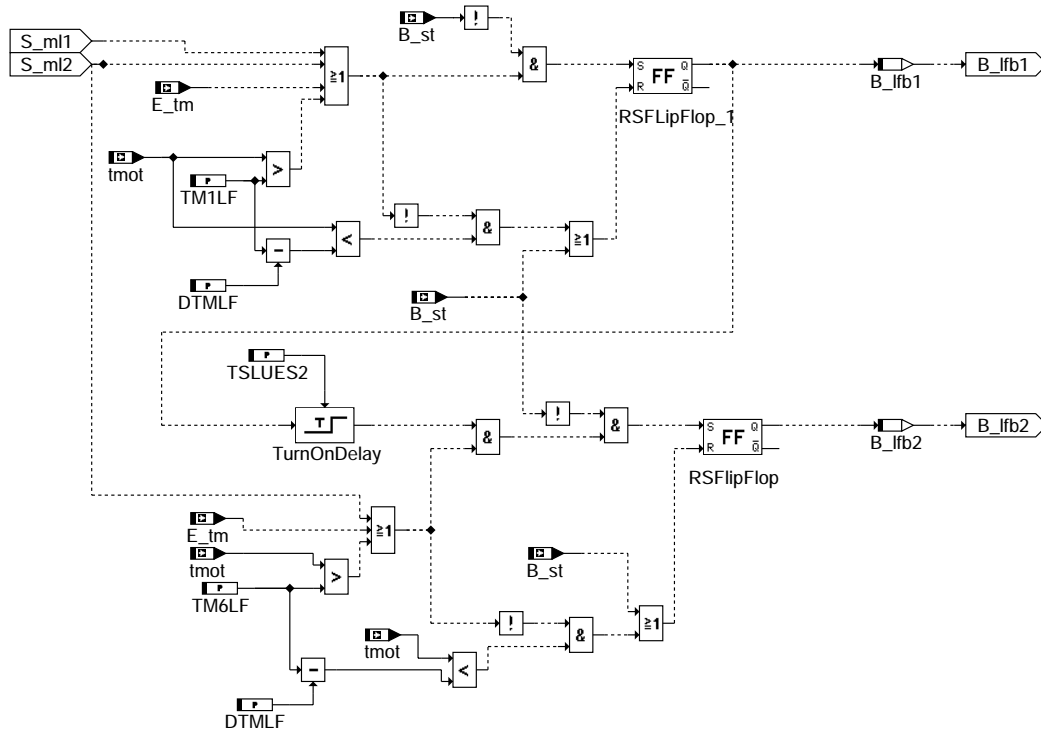 S_ml1
S_ml2
B_st
!
&
≧1
E_tm
S Q
FF
R Q̅
RSFLipFlop_1
B_lfb1
B_lfb1
tmot
P
TM1LF
>
!
&
<
≧1
−
P
DTMLF
B_st
P
TSLUES2
T
TurnOnDelay
!
&
&
S Q
FF
R Q̅
RSFlipFlop
B_lfb2
B_lfb2
E_tm
≧1
tmot
>
P
TM6LF
B_st
!
&
≧1
tmot
<
−
P
DTMLF